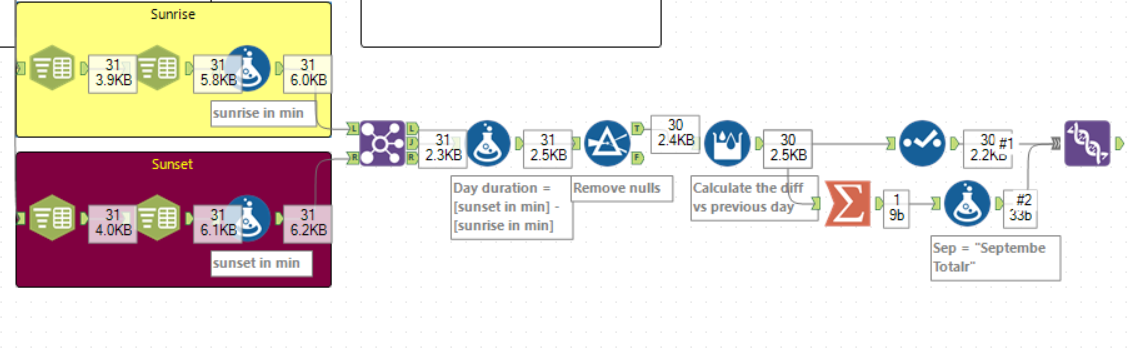 Sunrise
31
3.9KB
31
5.8KB
31
6.0KB
sunrise in min
Sunset
31
4.0KB
31
6.1KB
31
6.2KB
sunset in min
L
R
L
J
R
31
2.3KB
Day duration =
[sunset in min] -
[sunrise in min]
31
2.5KB
Remove nulls
T
F
30
2.4KB
Calculate the diff
vs previous day
30
2.5KB
30 #1
2.2KB
1
9b
#2
33b
Sep = "Septembe
Totalr"